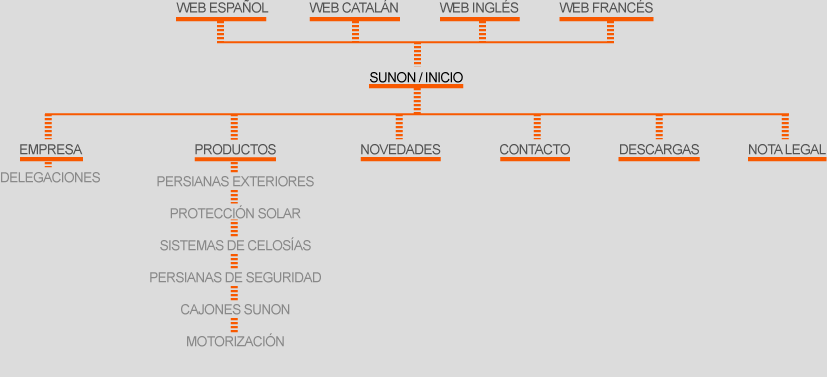 WEB ESPAÑOL WEB CATALÁN WEB INGLÉS WEB FRANCÉS
SUNON / INICIO
EMPRESA PRODUCTOS NOVEDADES CONTACTO DESCARGAS NOTA LEGAL
DELEGACIONES
PERSIANAS EXTERIORES
PROTECCIÓN SOLAR
SISTEMAS DE CELOSÍAS
PERSIANAS DE SEGURIDAD
CAJONES SUNON
MOTORIZACIÓN